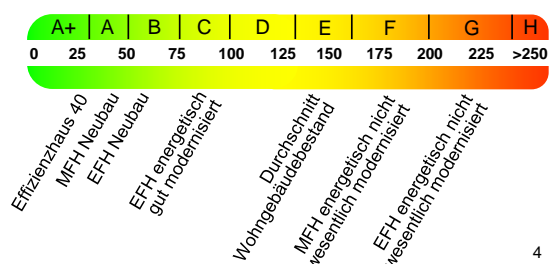 A+ A B C D E F G H
0 25 50 75 100 125 150 175 200 225 >250
Effizienzhaus 40
MFH Neubau
EFH Neubau
EFH energetisch
gut modernisiert
Durchschnitt
Wohngebäudebestand
MFH energetisch nicht
wesentlich modernisiert
EFH energetisch nicht
wesentlich modernisiert
4